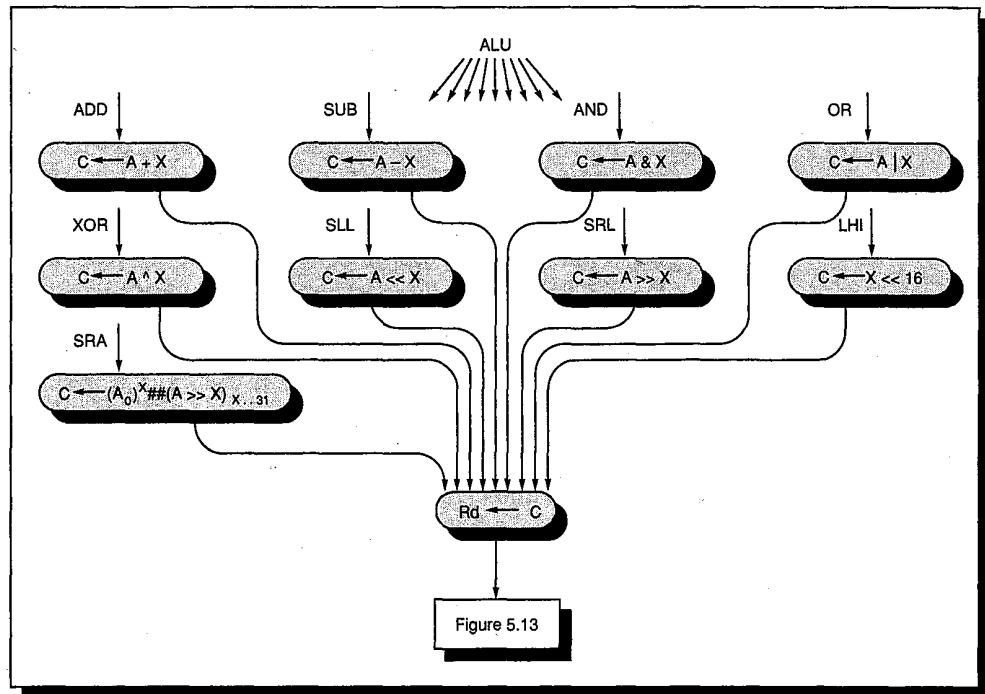 ALU
ADD
SUB
AND
OR
C ← A + X
C ← A − X
C ← A & X
C ← A | X
XOR
SLL
SRL
LHI
C ← A ^ X
C ← A << X
C ← A >> X
C ← X << 16
SRA
C ← (A₀)ˣ##(A >> X) ₓ . . ₃₁
Rd ← C
Figure 5.13